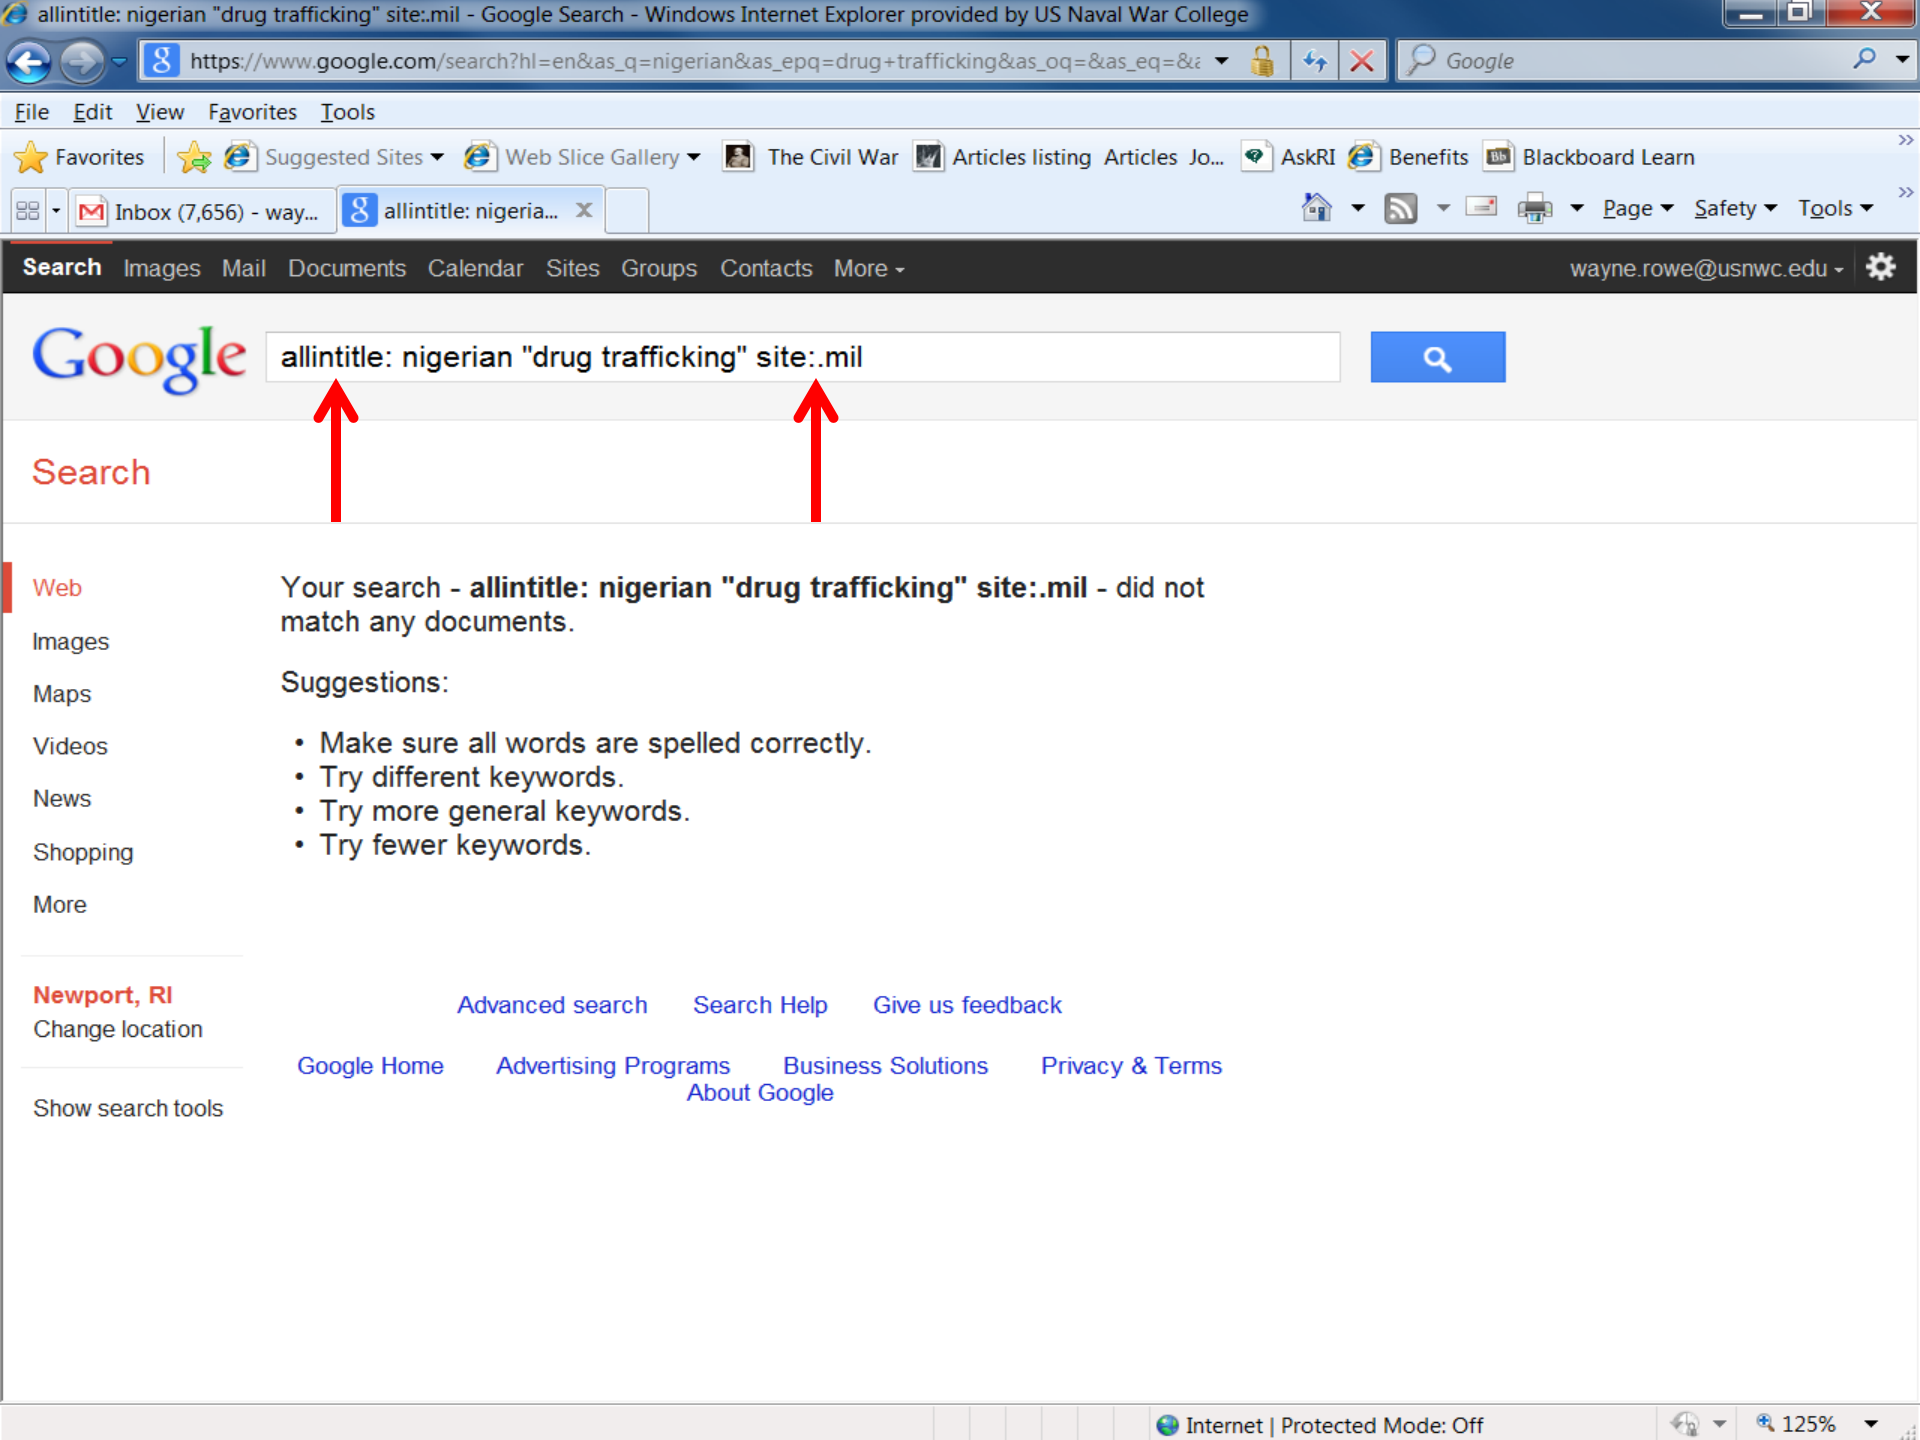 allintitle: nigerian "drug trafficking" site:.mil - Google Search - Windows Internet Explorer provided by US Naval War College
https://www.google.com/search?hl=en&as_q=nigerian&as_epq=drug+trafficking&as_oq=&as_eq=&
Google
File Edit View Favorites Tools
Favorites Suggested Sites Web Slice Gallery The Civil War Articles listing Articles Jo... AskRI Benefits Blackboard Learn
Inbox (7,656) - way... allintitle: nigeria... Page Safety Tools
Search Images Mail Documents Calendar Sites Groups Contacts More wayne.rowe@usnwc.edu
Google allintitle: nigerian "drug trafficking" site:.mil
Search
Web
Images
Maps
Videos
News
Shopping
More
Newport, RI
Change location
Show search tools
Your search - allintitle: nigerian "drug trafficking" site:.mil - did not
match any documents.
Suggestions:
• Make sure all words are spelled correctly.
• Try different keywords.
• Try more general keywords.
• Try fewer keywords.
Advanced search Search Help Give us feedback
Google Home Advertising Programs Business Solutions Privacy & Terms
About Google
Internet | Protected Mode: Off
125%